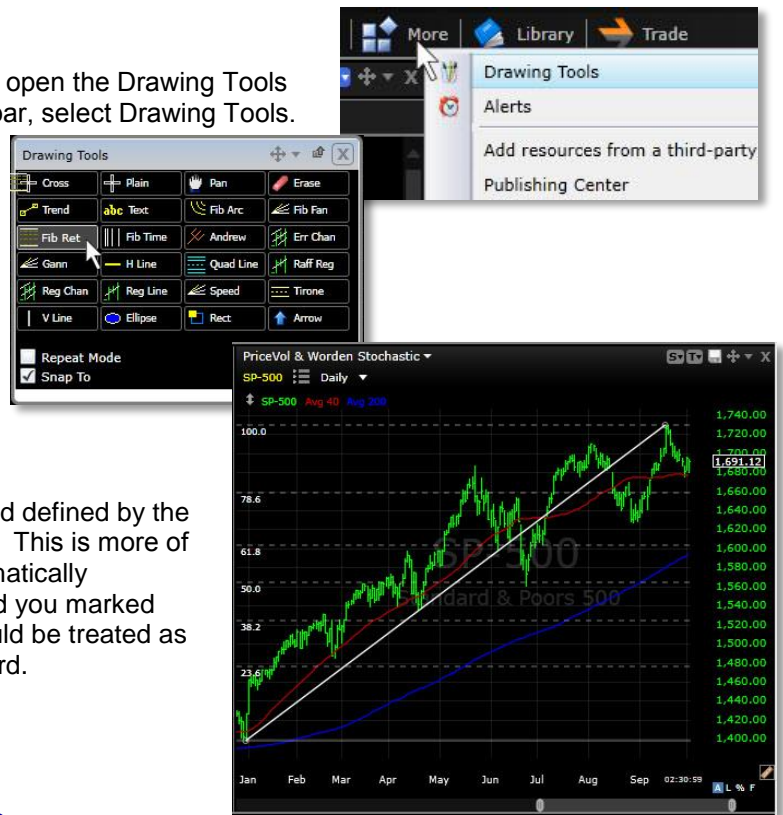 More Library Trade
Drawing Tools
Alerts
Add resources from a third-party
Publishing Center
open the Drawing Tools
bar, select Drawing Tools.
Drawing Tools
Cross Plain Pan Erase
Trend abc Text Fib Arc Fib Fan
Fib Ret Fib Time Andrew Err Chan
Gann H Line Quad Line Raff Reg
Reg Chan Reg Line Speed Tirone
V Line Ellipse Rect Arrow
Repeat Mode
Snap To
d defined by the
This is more of
matically
d you marked
uld be treated as
rd.
PriceVol & Worden Stochastic
SP-500 Daily
SP-500 Avg 40 Avg 200
1,740.00
1,720.00
100.0
1,700.00
1,691.12
1,680.00
78.6
1,660.00
1,640.00
1,620.00
61.8
1,600.00
SP-500
1,580.00
50.0
1,560.00
Standard & Poors 500
1,540.00
38.2
1,520.00
1,500.00
1,480.00
23.6
1,460.00
1,440.00
1,420.00
1,400.00
Jan Feb Mar Apr May Jun Jul Aug Sep 02:30:59
A L % F